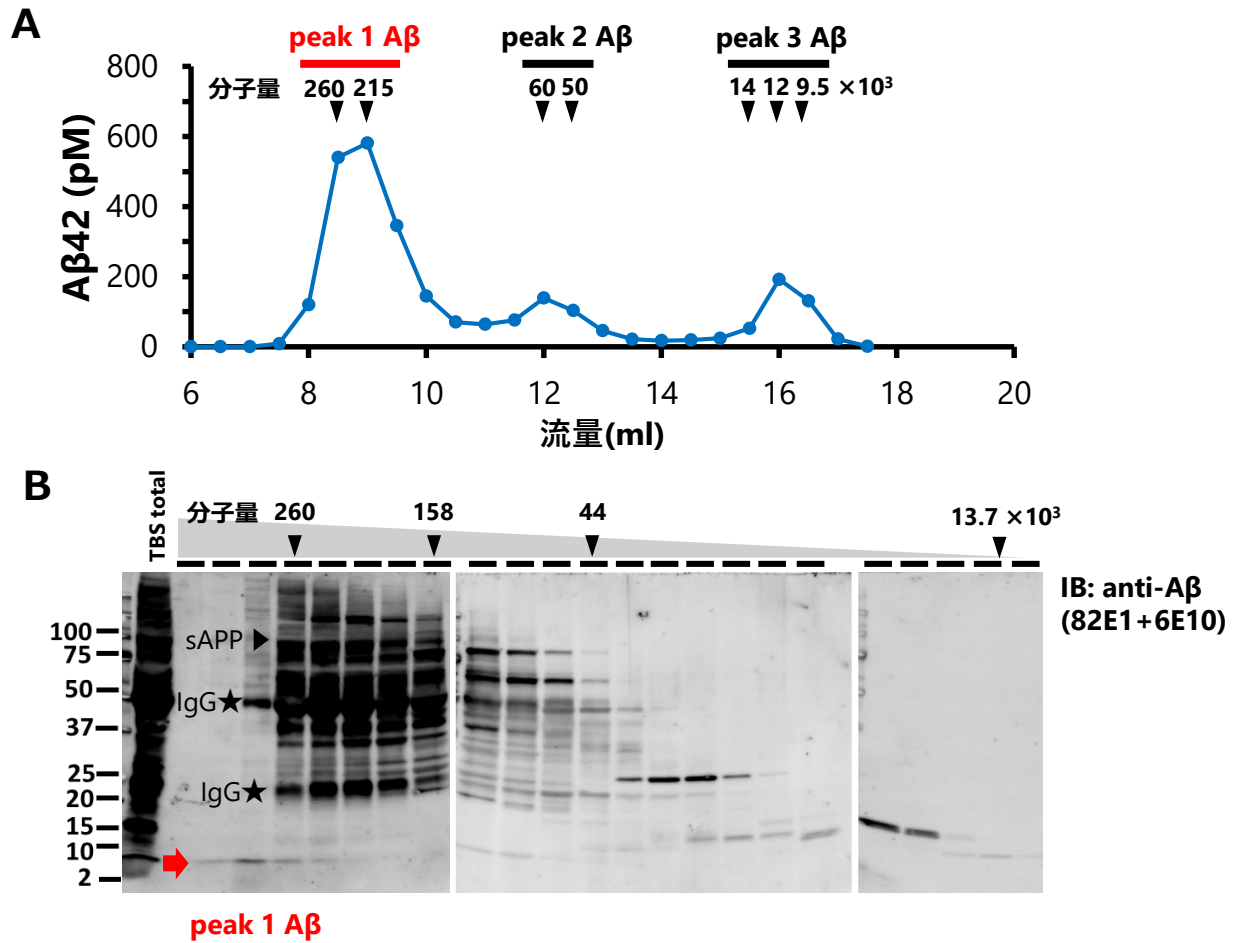 A
peak 1 Aβ
peak 2 Aβ
peak 3 Aβ
分子量 260 215
60 50
14 12 9.5 ×10³
Aβ42 (pM)
800
600
400
200
0
6 8 10 12 14 16 18 20
流量(ml)
B
TBS total
分子量 260 158 44 13.7 ×10³
IB: anti-Aβ
(82E1+6E10)
100
75
50
37
25
20
15
10
2
sAPP
IgG★
IgG★
peak 1 Aβ